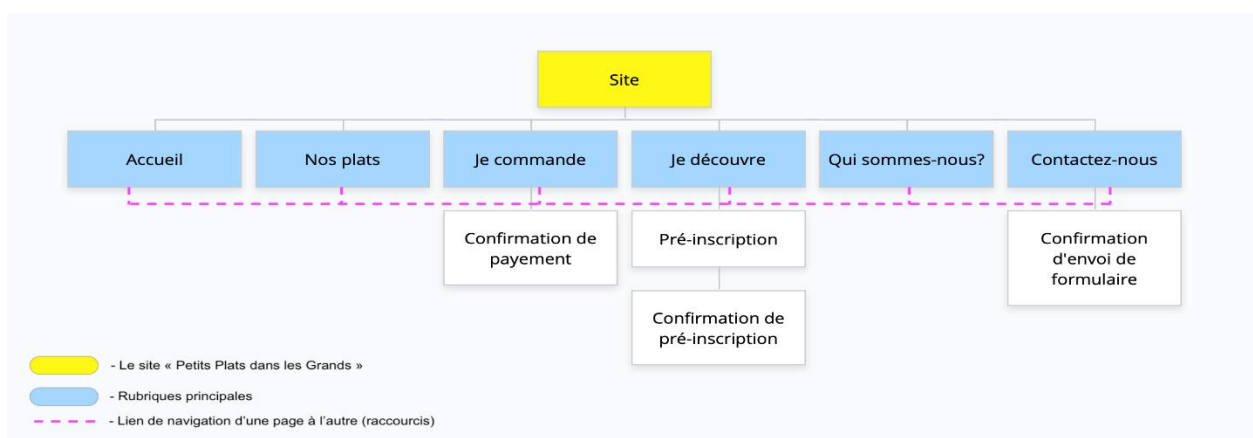 Site
Accueil
Nos plats
Je commande
Je découvre
Qui sommes-nous?
Contactez-nous
Confirmation de
payement
Pré-inscription
Confirmation
d'envoi de
formulaire
Confirmation de
pré-inscription
- Le site « Petits Plats dans les Grands »
- Rubriques principales
- Lien de navigation d’une page à l’autre (raccourcis)